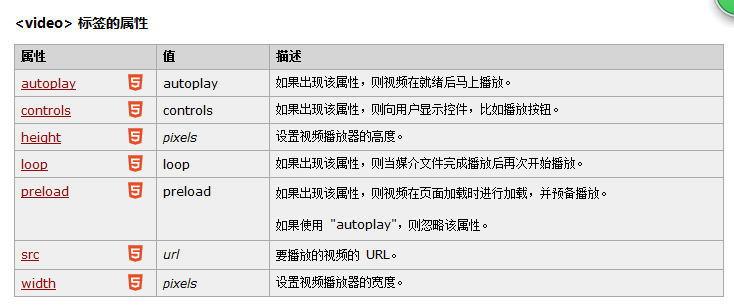 <video> 标签的属性
属性 值 描述
autoplay 5 autoplay 如果出现该属性，则视频在就绪后马上播放。
controls 5 controls 如果出现该属性，则向用户显示控件，比如播放按钮。
height 5 pixels 设置视频播放器的高度。
loop 5 loop 如果出现该属性，则当媒介文件完成播放后再次开始播放。
preload 5 preload 如果出现该属性，则视频在页面加载时进行加载，并预备播放。
如果使用 "autoplay"，则忽略该属性。
src 5 url 要播放的视频的 URL。
width 5 pixels 设置视频播放器的宽度。